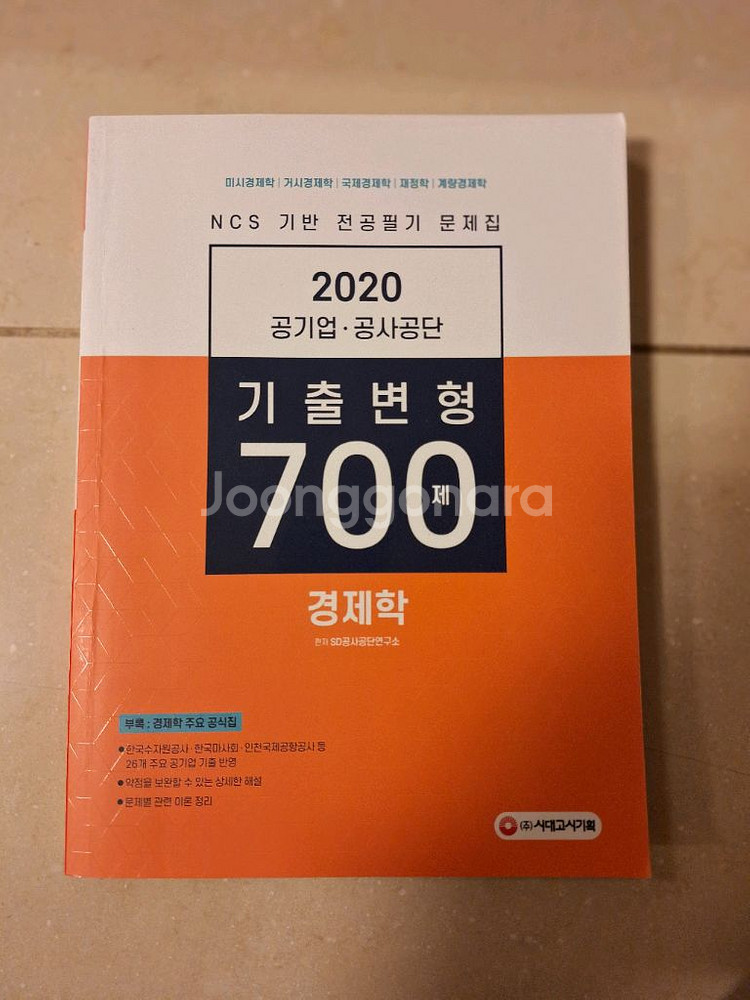 미시경제학 | 거시경제학 | 국제경제학 | 재정학 | 계량경제학
NCS 기반 전공필기 문제집
2020
공기업·공사공단
기출변형
700제
Joonggonara
경제학
편저 SD공사공단연구소
부록 : 경제학 주요 공식집
●한국수자원공사·한국마사회·인천국제공항공사 등
26개 주요 공기업 기출 반영
●약점을 보완할 수 있는 상세한 해설
●문제별 관련 이론 정리
(주)시대고시기획